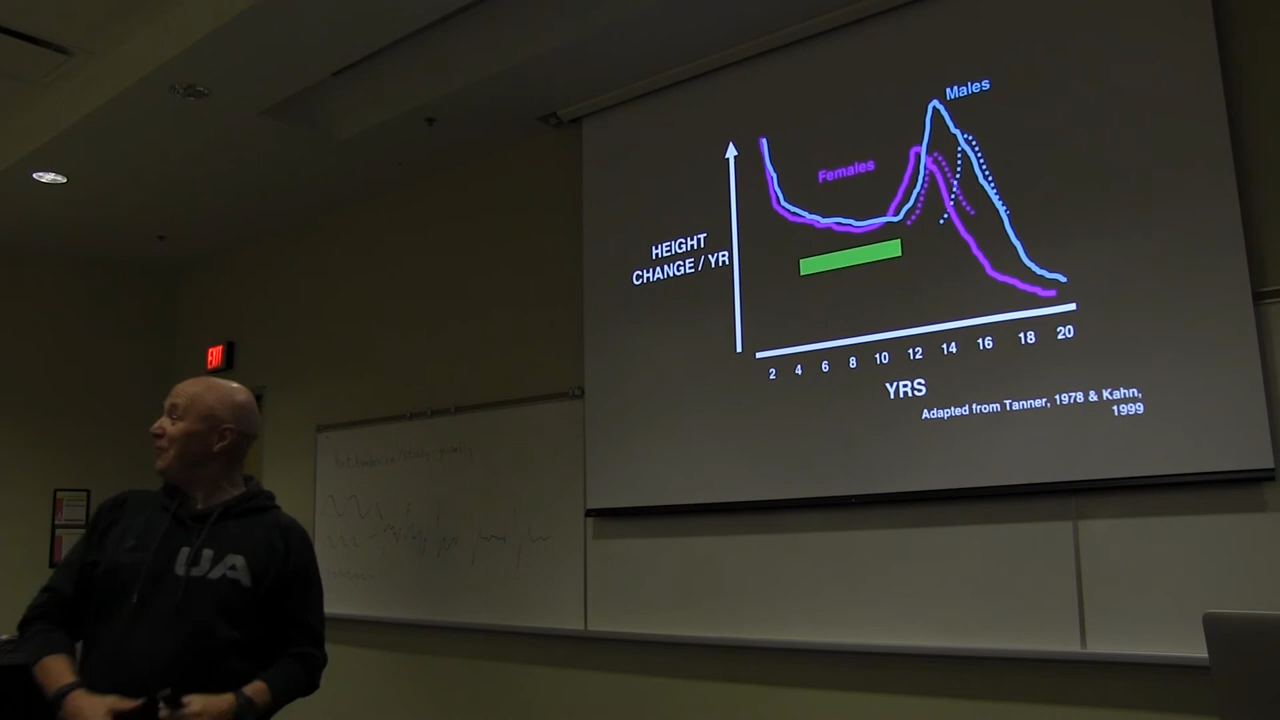 Males
Females
HEIGHT
CHANGE / YR
2 4 6 8 10 12 14 16 18 20
YRS
Adapted from Tanner, 1978 & Kahn,
1999
EXIT
UA